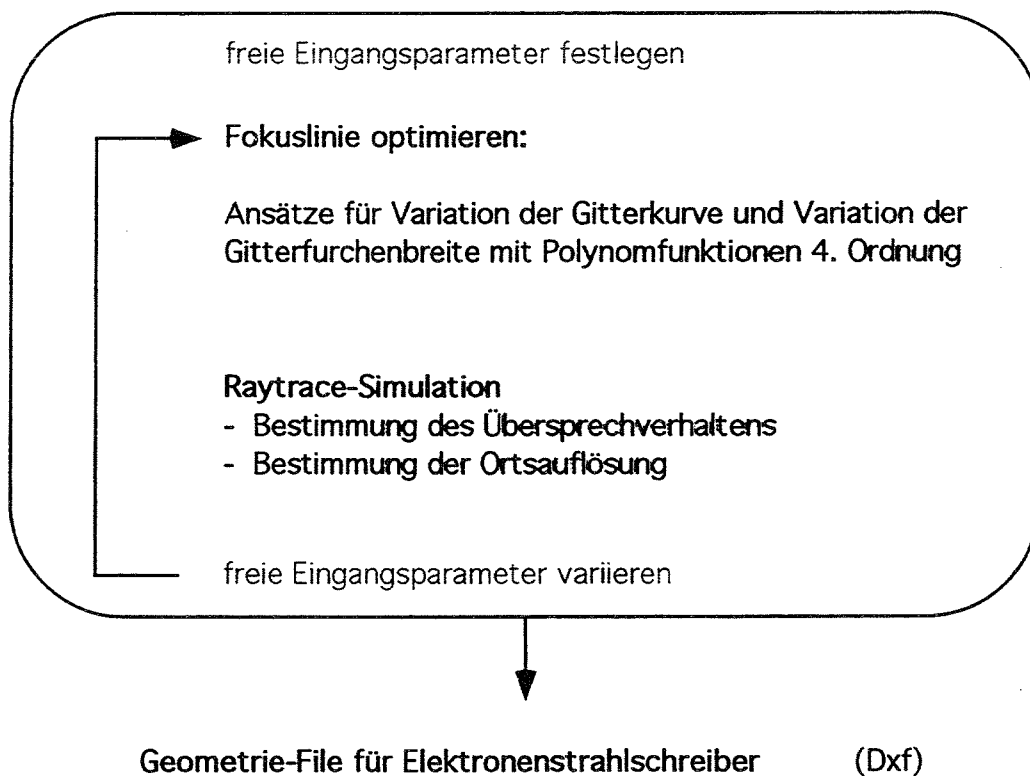 freie Eingangsparameter festlegen
Fokuslinie optimieren:
Ansätze für Variation der Gitterkurve und Variation der
Gitterfurchenbreite mit Polynomfunktionen 4. Ordnung
Raytrace-Simulation
- Bestimmung des Übersprechverhaltens
- Bestimmung der Ortsauflösung
freie Eingangsparameter variieren
Geometrie-File für Elektronenstrahlschreiber (Dxf)